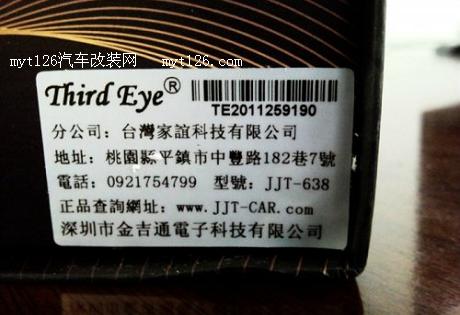 myt126汽车改装网 myt126.com
Third Eye®
TE2011259190
分公司：台灣家誼科技有限公司
地址：桃園縣平鎮市中豐路182巷7號
電話：0921754799 型號：JJT-638
正品查詢網址：www.JJT-CAR.com
深圳市金吉通電子科技有限公司